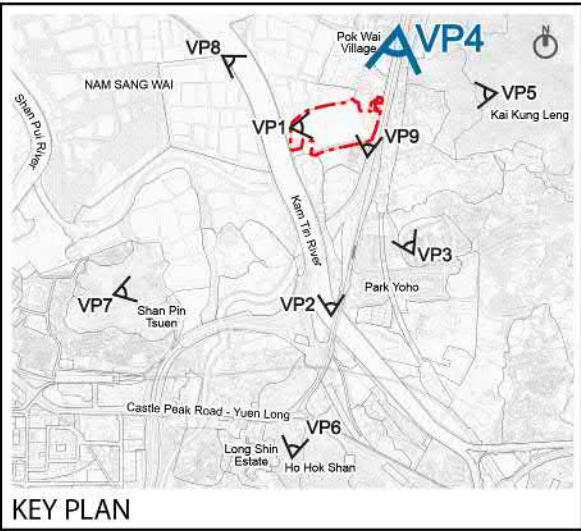 VP8
Pok Wai
Village
VP4
N
NAM SANG WAI
VP5
Kai Kung Leng
Shan Pui River
VP1
VP9
Kam Tin River
VP3
VP7
Shan Pin
Tsuen
VP2
Park Yoho
Castle Peak Road - Yuen Long
VP6
Long Shin
Estate
Ho Hok Shan
KEY PLAN